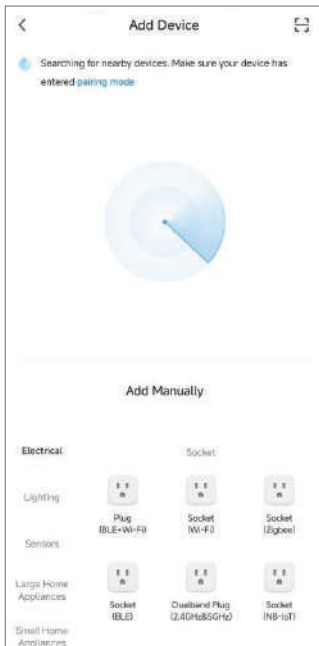 Add Device
Searching for nearby devices. Make sure your device has
entered pairing mode
Add Manually
Electrical
Socket
Lighting
Plug
(BLE+Wi-Fi)
Socket
(Wi-Fi)
Socket
(Zigbee)
Sensors
Large Home
Appliances
Socket
(BLE)
Dualband Plug
(2.4GHz&5GHz)
Socket
(NB-IoT)
Small Home
Appliances